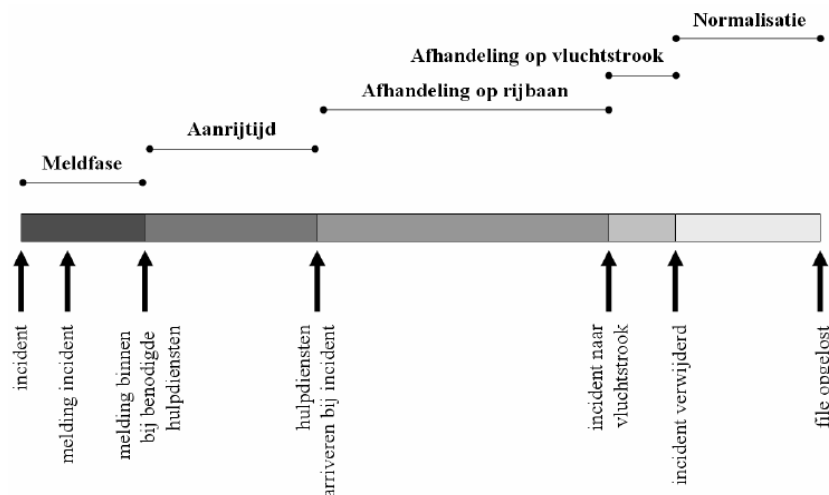 Normalisatie
Afhandeling op vluchtstrook
Afhandeling op rijbaan
Aanrijtijd
Meldfase
incident
melding incident
melding binnen
bij benodigde
hulpdiensten
hulpdiensten
arriveren bij incident
incident naar
vluchtstrook
incident verwijderd
file opgelost